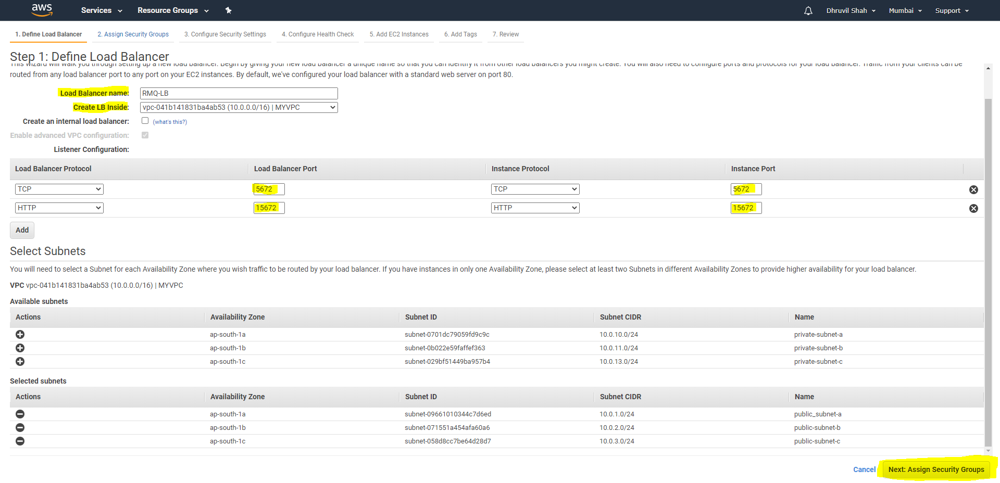 aws Services Resource Groups Dhruvil Shah Mumbai Support
1. Define Load Balancer 2. Assign Security Groups 3. Configure Security Settings 4. Configure Health Check 5. Add EC2 Instances 6. Add Tags 7. Review
Step 1: Define Load Balancer
This wizard will walk you through setting up a new load balancer. Begin by giving your new load balancer a unique name so that you can identify it from other load balancers you might create. You will also need to configure ports and protocols for your load balancer. Traffic from your clients can be
routed from any load balancer port to any port on your EC2 instances. By default, we've configured your load balancer with a standard web server on port 80.
Load Balancer name: RMQ-LB
Create LB Inside: vpc-041b141831ba4ab53 (10.0.0.0/16) | MYVPC
Create an internal load balancer: (what's this?)
Enable advanced VPC configuration:
Listener Configuration:
Load Balancer Protocol Load Balancer Port Instance Protocol Instance Port
TCP 5672 TCP 5672
HTTP 15672 HTTP 15672
Add
Select Subnets
You will need to select a Subnet for each Availability Zone where you wish traffic to be routed by your load balancer. If you have instances in only one Availability Zone, please select at least two Subnets in different Availability Zones to provide higher availability for your load balancer.
VPC vpc-041b141831ba4ab53 (10.0.0.0/16) | MYVPC
Available subnets
Actions Availability Zone Subnet ID Subnet CIDR Name
ap-south-1a subnet-0701dc79059fd9c9c 10.0.10.0/24 private-subnet-a
ap-south-1b subnet-0b022e59faffef363 10.0.11.0/24 private-subnet-b
ap-south-1c subnet-029bf51449ba957b4 10.0.13.0/24 private-subnet-c
Selected subnets
Actions Availability Zone Subnet ID Subnet CIDR Name
ap-south-1a subnet-09661010344c7d6ed 10.0.1.0/24 public_subnet-a
ap-south-1b subnet-071551a454afa60a6 10.0.2.0/24 public-subnet-b
ap-south-1c subnet-058d8cc7be64d28d7 10.0.3.0/24 public-subnet-c
Cancel Next: Assign Security Groups